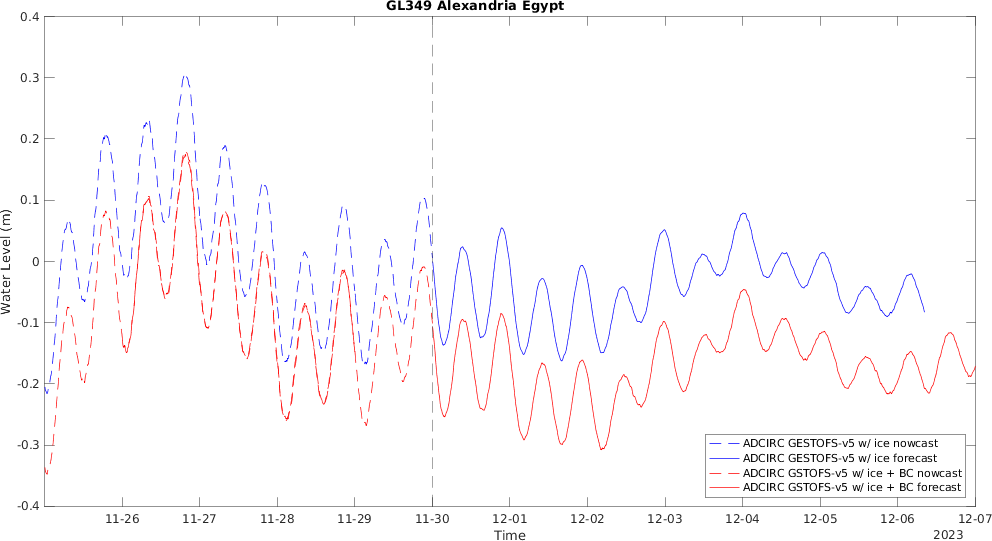 GL349 Alexandria Egypt
0.4
0.3
0.2
0.1
0
-0.1
-0.2
-0.3
-0.4
Water Level (m)
ADCIRC GESTOFS-v5 w/ ice nowcast
ADCIRC GESTOFS-v5 w/ ice forecast
ADCIRC GSTOFS-v5 w/ ice + BC nowcast
ADCIRC GSTOFS-v5 w/ ice + BC forecast
11-26 11-27 11-28 11-29 11-30 12-01 12-02 12-03 12-04 12-05 12-06 12-07
Time
2023